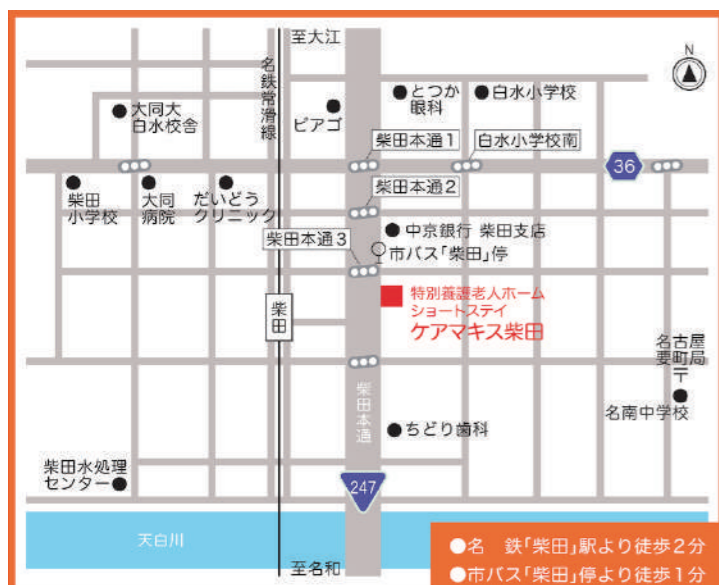 至大江
N
名鉄常滑線
大同大
白水校舎
ピアゴ
とつか
眼科
白水小学校
柴田本通1
白水小学校南
36
柴田
小学校
大同
病院
だいどう
クリニック
柴田本通2
中京銀行 柴田支店
柴田本通3
市バス「柴田」停
特別養護老人ホーム
ショートステイ
ケアマキス柴田
柴田
名古屋
要町局
〒
名南中学校
柴田本通
ちどり歯科
柴田水処理
センター
247
天白川
至名和
●名 鉄「柴田」駅より徒歩2分
●市バス「柴田」停より徒歩1分